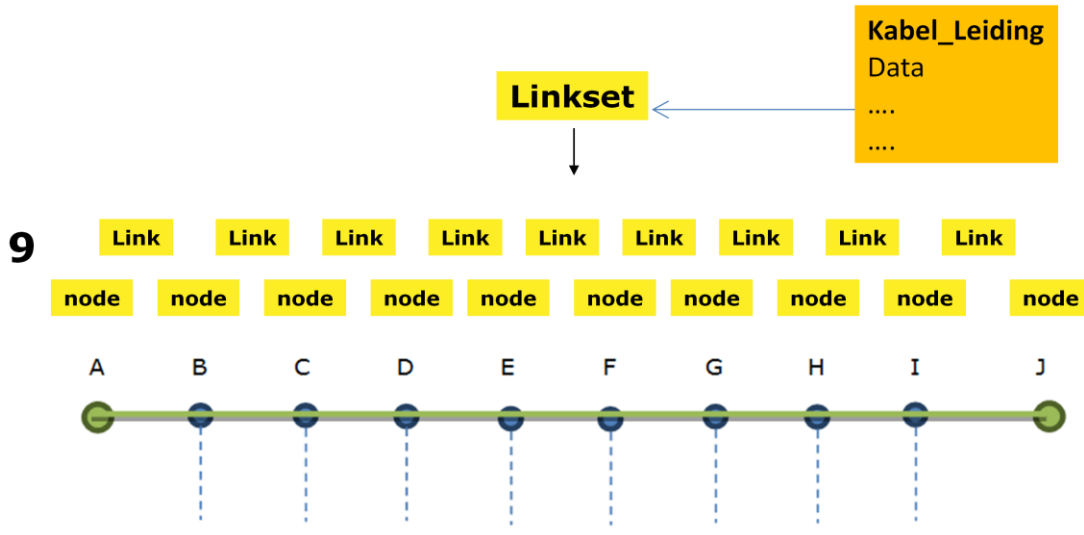 Kabel_Leiding
Data
....
....
Linkset
9
Link Link Link Link Link Link Link Link Link
node node node node node node node node node node
A B C D E F G H I J